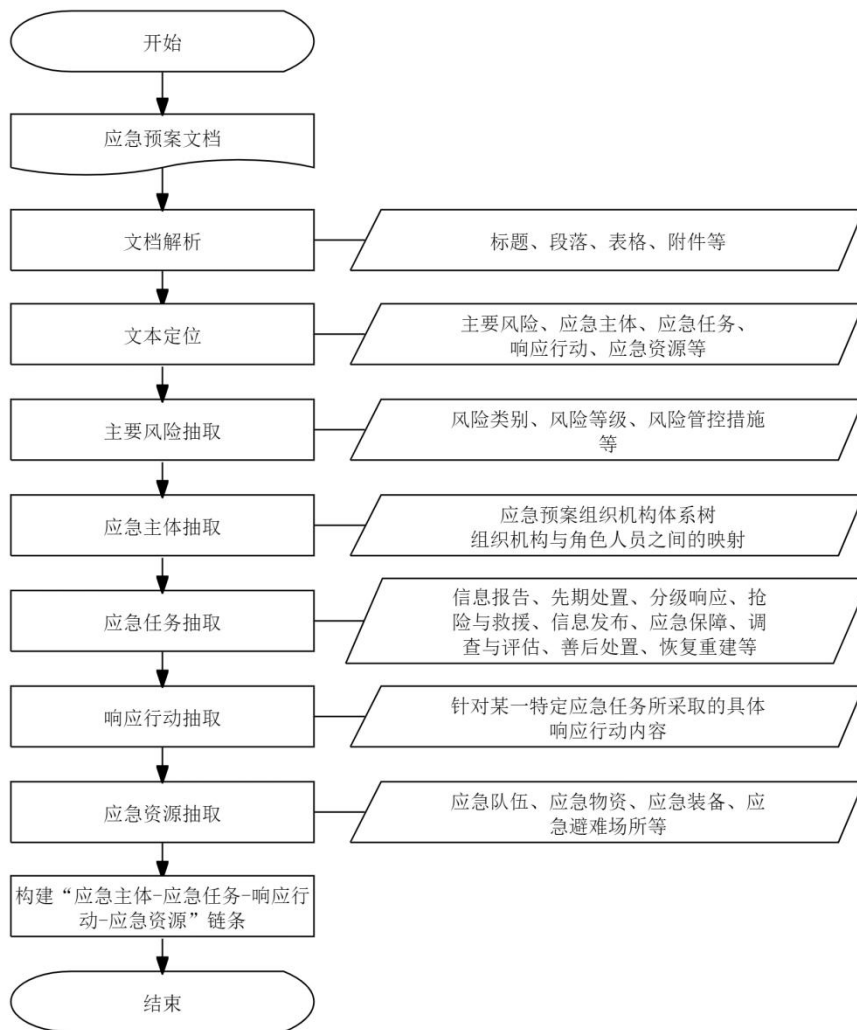 开始
应急预案文档
文档解析
标题、段落、表格、附件等
文本定位
主要风险、应急主体、应急任务、
响应行动、应急资源等
主要风险抽取
风险类别、风险等级、风险管控措施
等
应急主体抽取
应急预案组织机构体系树
组织机构与角色人员之间的映射
应急任务抽取
信息报告、先期处置、分级响应、抢
险与救援、信息发布、应急保障、调
查与评估、善后处置、恢复重建等
响应行动抽取
针对某一特定应急任务所采取的具体
响应行动内容
应急资源抽取
应急队伍、应急物资、应急装备、应
急避难场所等
构建“应急主体-应急任务-响应行
动-应急资源”链条
结束